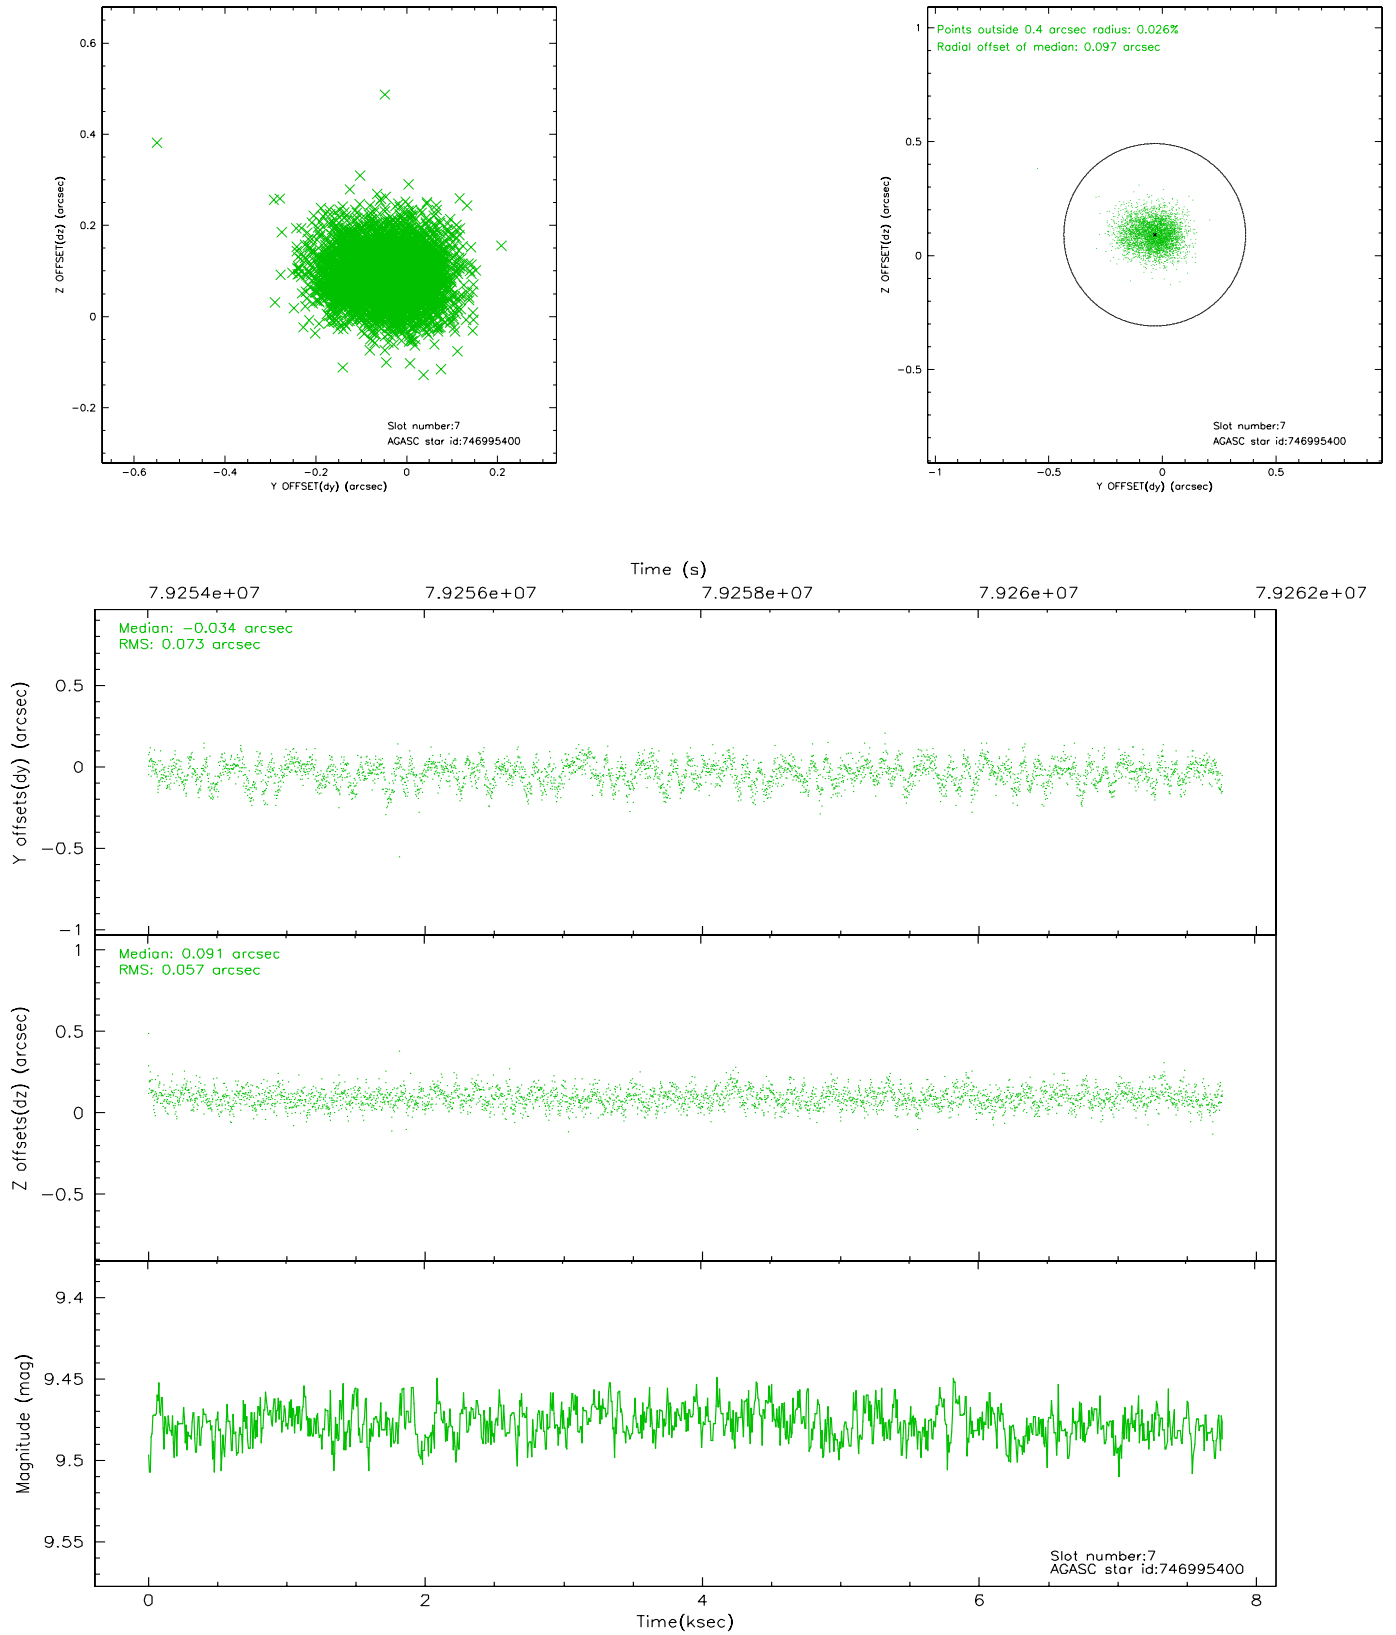 0.6
0.4
0.2
0
−0.2
Z OFFSET(dz) (arcsec)
Slot number:7
AGASC star id:746995400
−0.6 −0.4 −0.2 0 0.2
Y OFFSET(dy) (arcsec)
Points outside 0.4 arcsec radius: 0.026%
Radial offset of median: 0.097 arcsec
1
0.5
0
−0.5
Z OFFSET(dz) (arcsec)
Slot number:7
AGASC star id:746995400
−1 −0.5 0 0.5
Y OFFSET(dy) (arcsec)
Time (s)
7.9254e+07 7.9256e+07 7.9258e+07 7.926e+07 7.9262e+07
Median: −0.034 arcsec
RMS: 0.073 arcsec
0.5
0
−0.5
−1
Y offsets(dy) (arcsec)
Median: 0.091 arcsec
RMS: 0.057 arcsec
1
0.5
0
−0.5
Z offsets(dz) (arcsec)
9.4
9.45
9.5
9.55
Magnitude (mag)
Slot number:7
AGASC star id:746995400
0 2 4 6 8
Time(ksec)